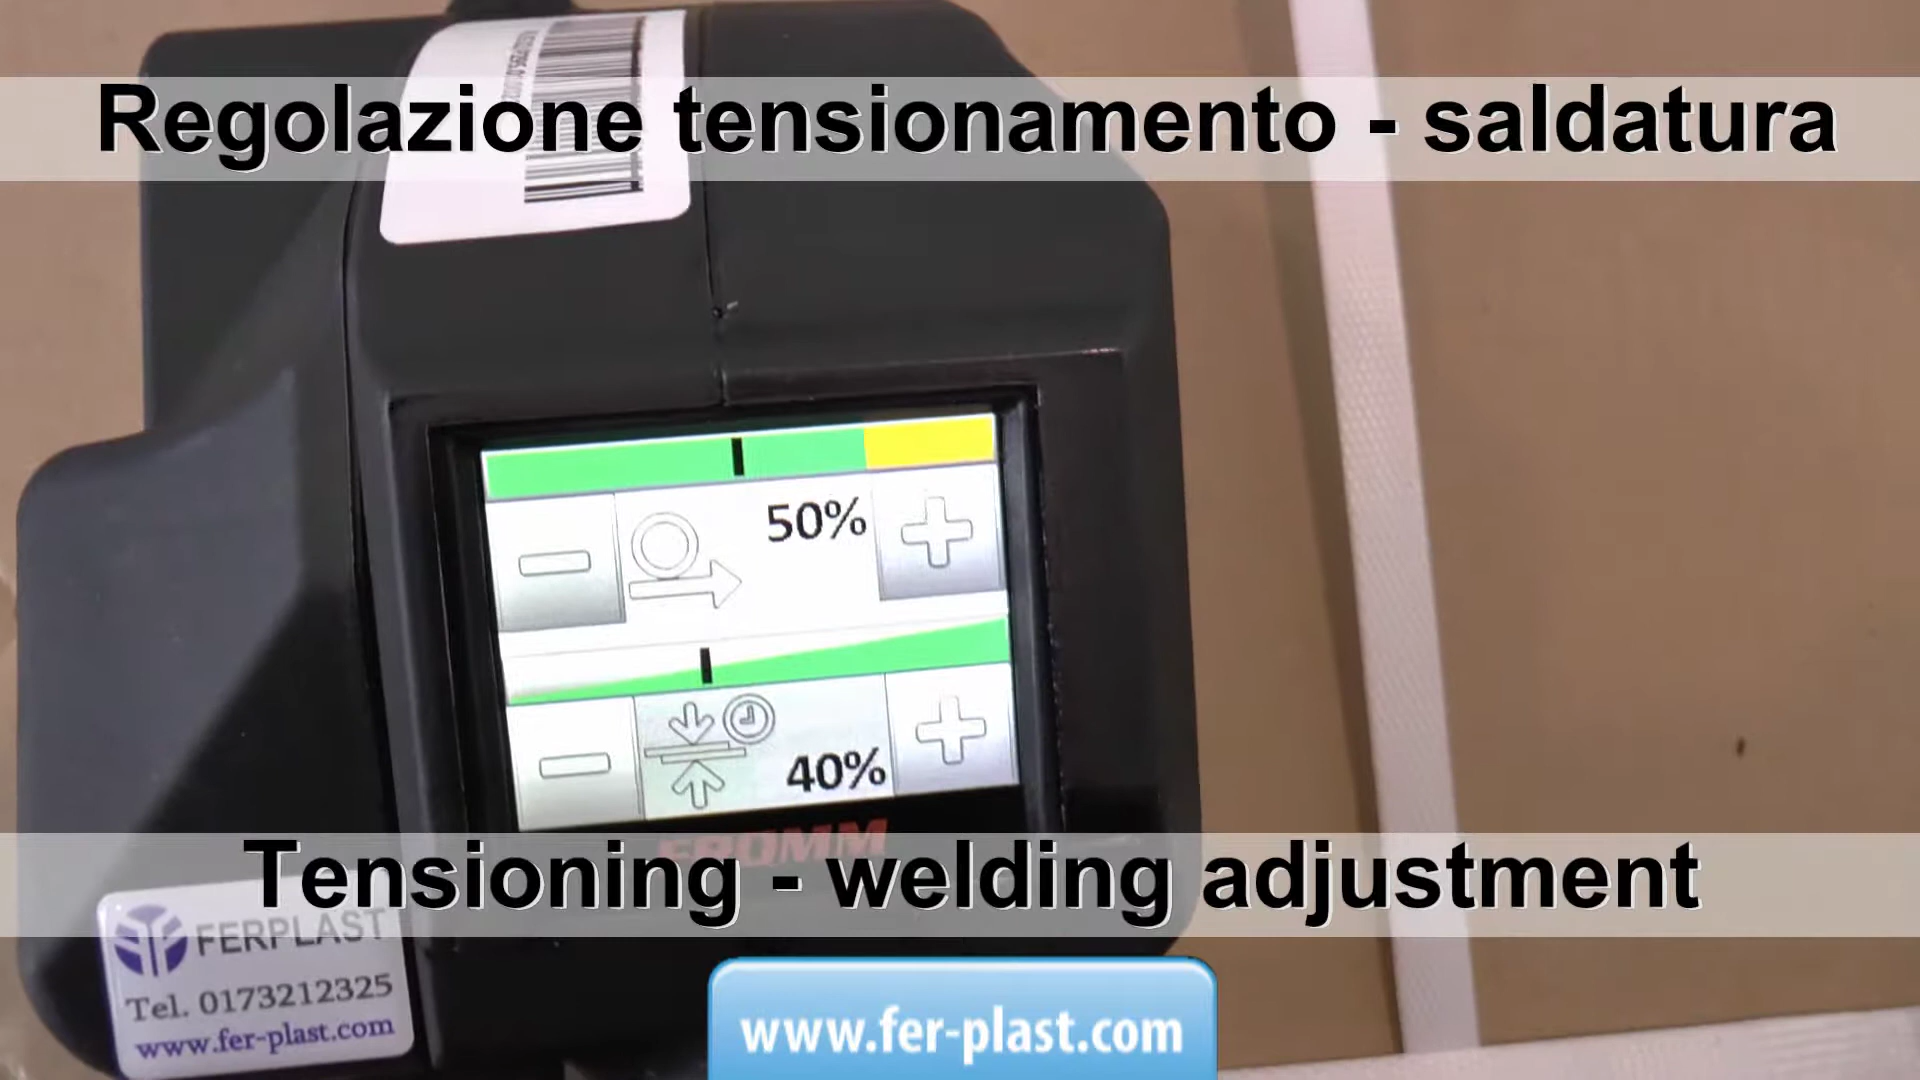 Regolazione tensionamento - saldatura
50%
40%
FROMM
Tensioning - welding adjustment
FERPLAST
Tel. 0173212325
www.fer-plast.com
www.fer-plast.com